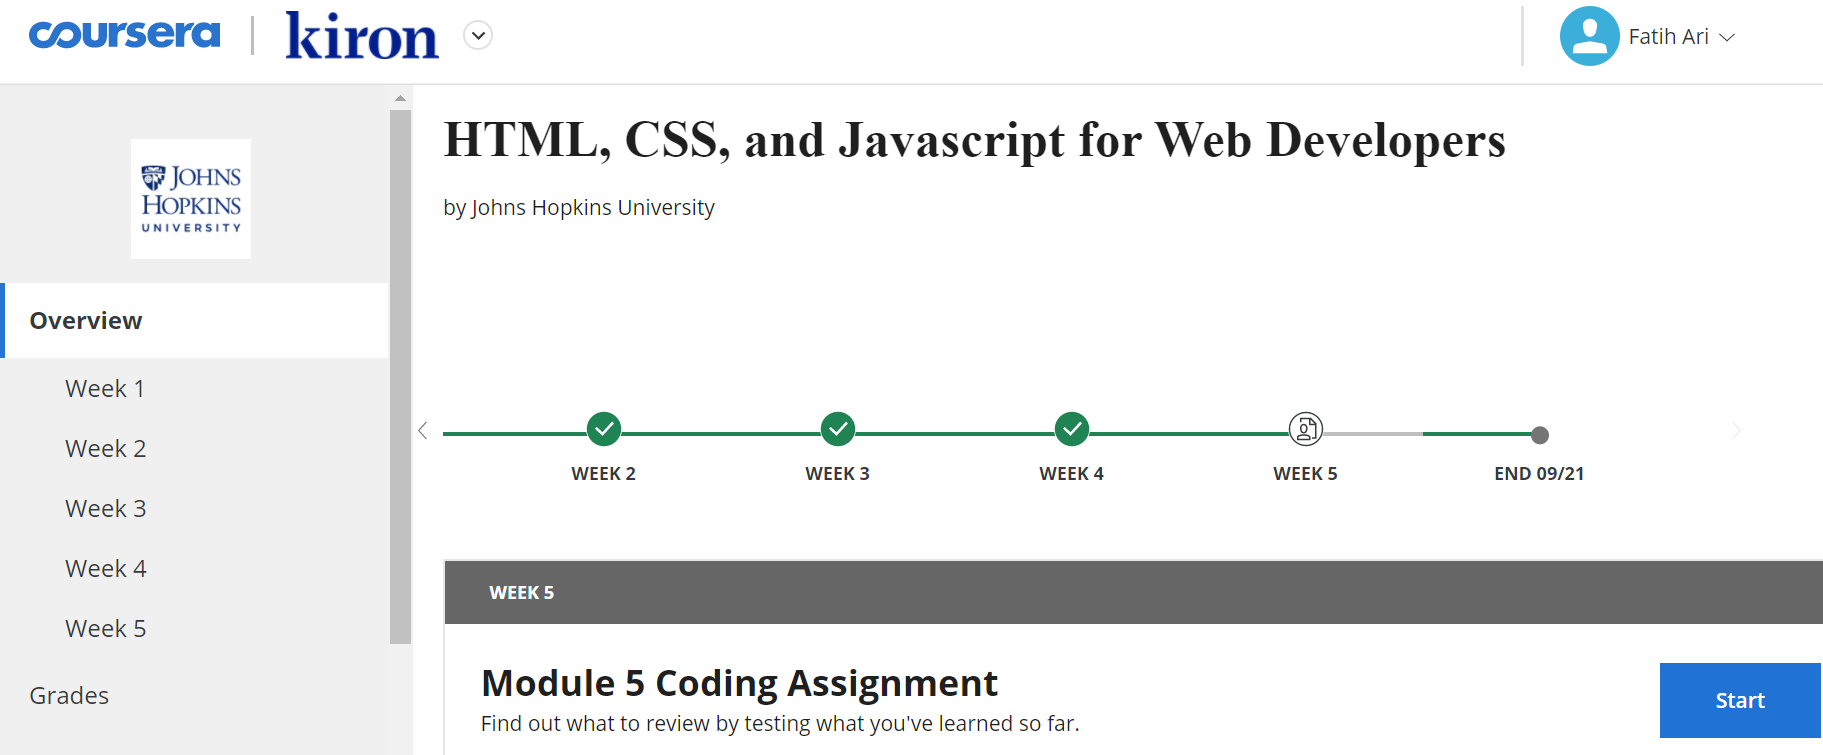 coursera
kiron
Fatih Ari
JOHNS
HOPKINS
UNIVERSITY
Overview
Week 1
Week 2
Week 3
Week 4
Week 5
Grades
HTML, CSS, and Javascript for Web Developers
by Johns Hopkins University
WEEK 2
WEEK 3
WEEK 4
WEEK 5
END 09/21
WEEK 5
Module 5 Coding Assignment
Find out what to review by testing what you've learned so far.
Start